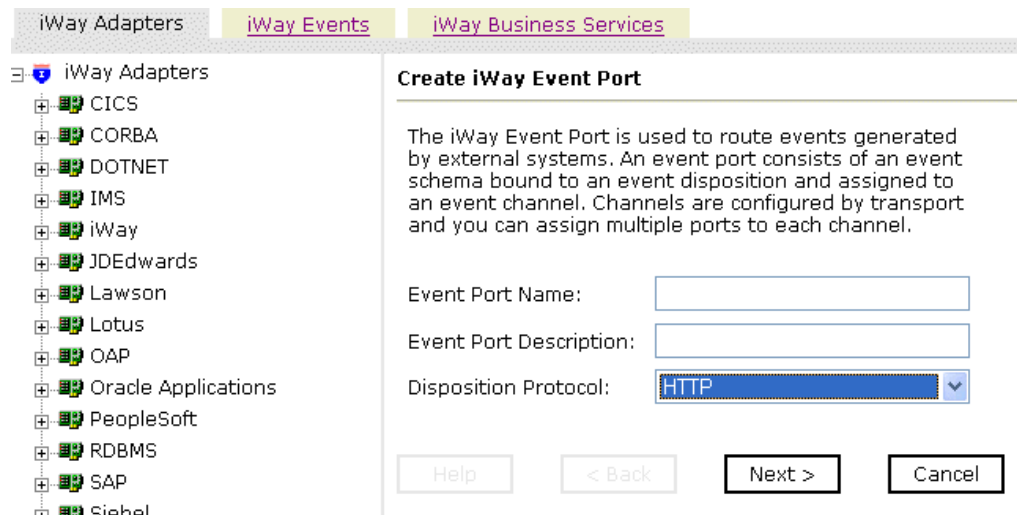 iWay Adapters
iWay Events
iWay Business Services
iWay Adapters
CICS
CORBA
DOTNET
IMS
iWay
JDEdwards
Lawson
Lotus
OAP
Oracle Applications
PeopleSoft
RDBMS
SAP
Siebel
Create iWay Event Port
The iWay Event Port is used to route events generated
by external systems. An event port consists of an event
schema bound to an event disposition and assigned to
an event channel. Channels are configured by transport
and you can assign multiple ports to each channel.
Event Port Name:
Event Port Description:
Disposition Protocol: HTTP
Help < Back Next > Cancel